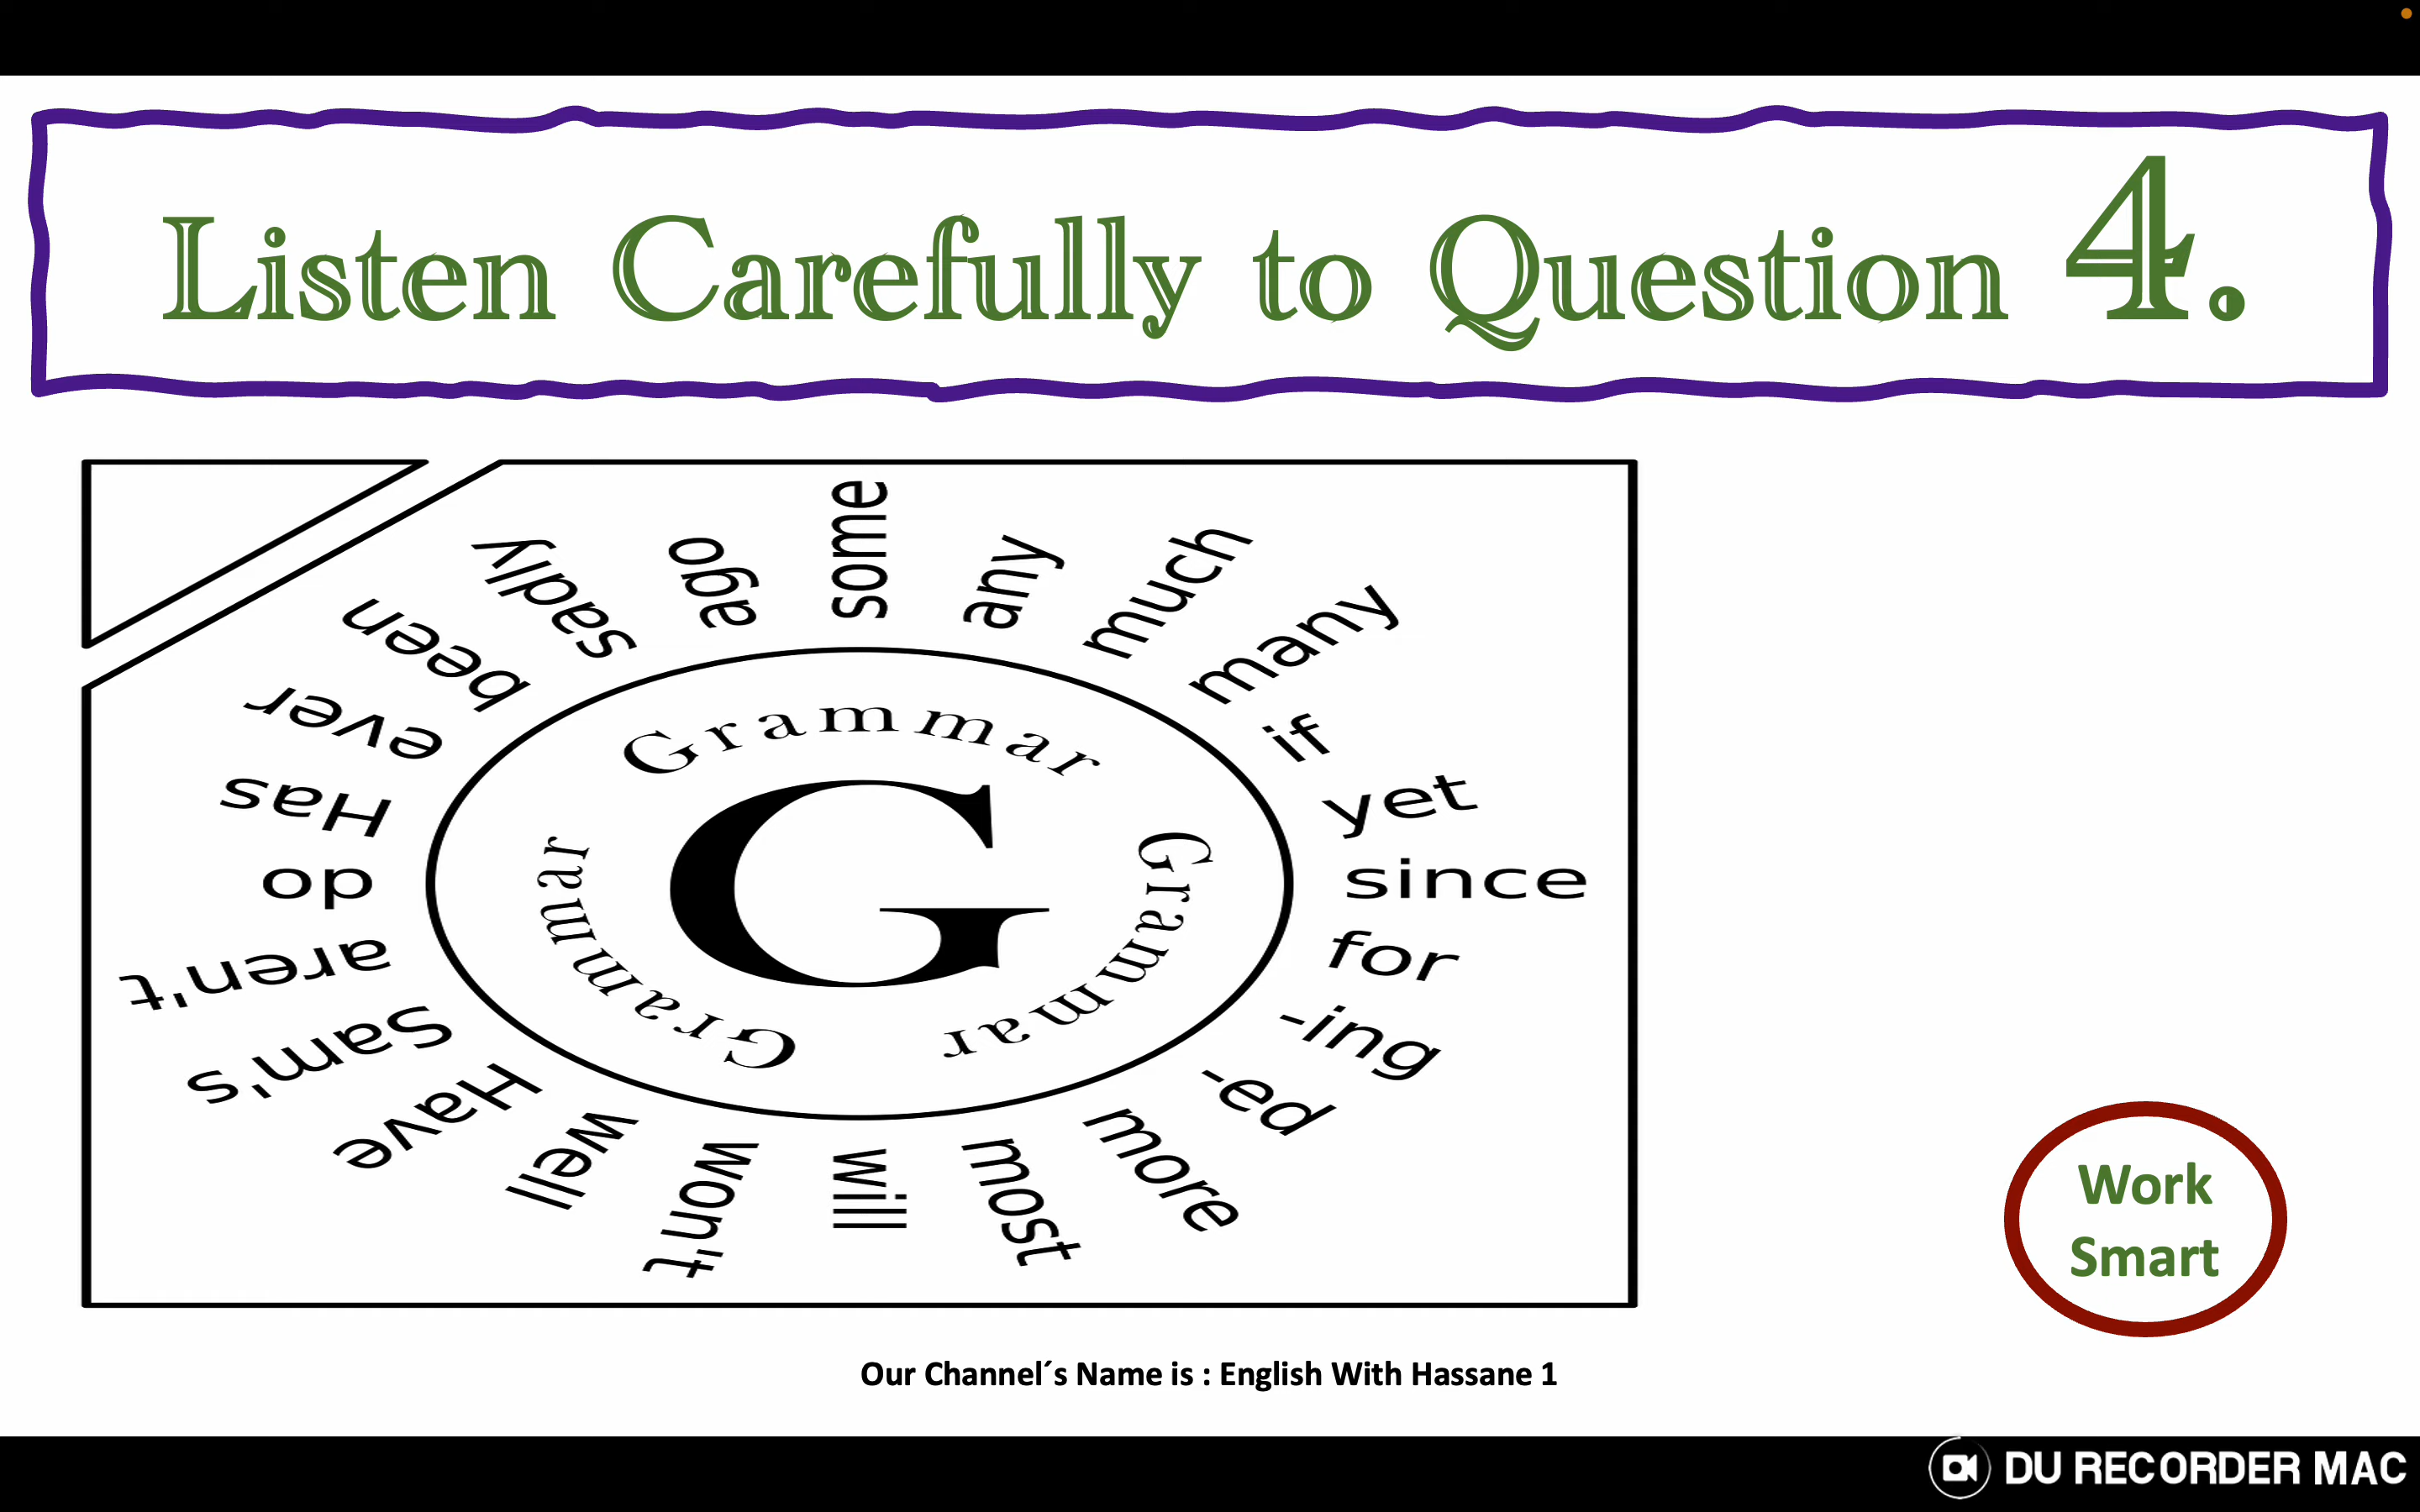 Listen Carefully to Question 4.
some
any
much
many
if
yet
since
for
-ing
-ed
more
most
will
Wont
Well
Have
Sam's
aren't
do
Has
ever
been
sadly
ago
Grammar
Grammar
Grammar
G
Work
Smart
Our Channel´s Name is : English With Hassane 1
DU RECORDER MAC